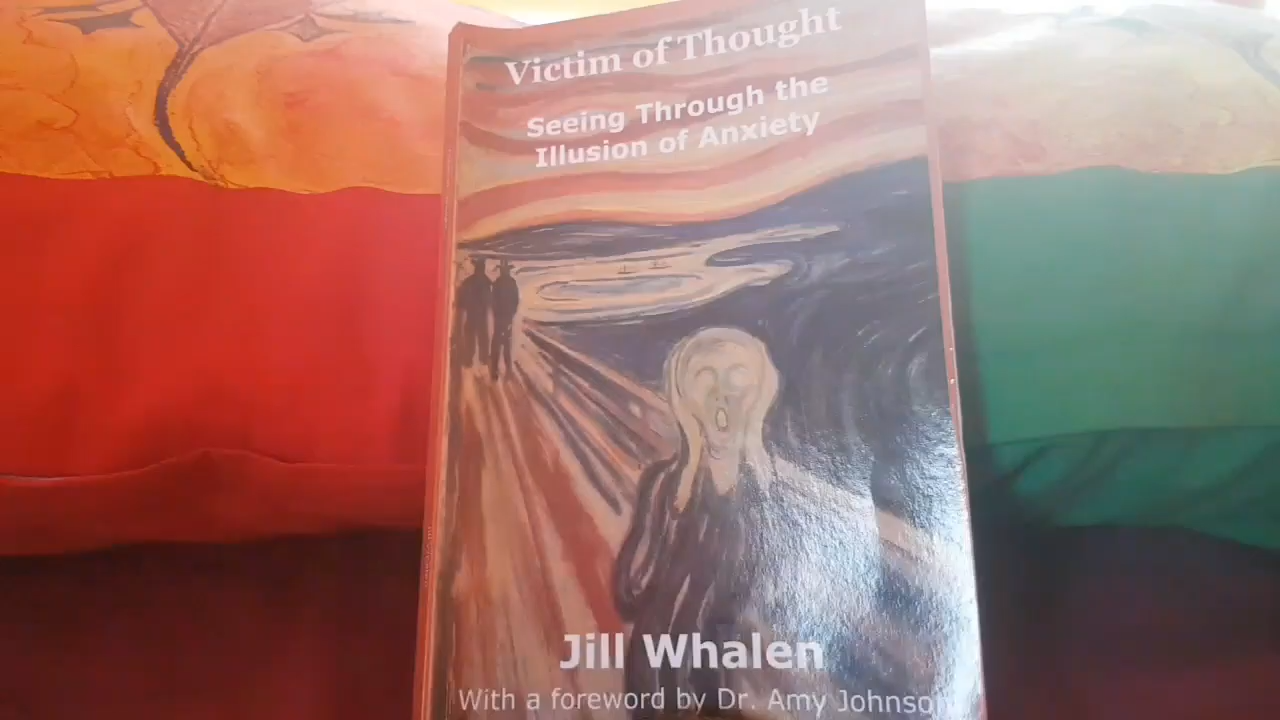 Victim of Thought
Seeing Through the
Illusion of Anxiety
Jill Whalen
With a foreword by Dr. Amy Johnson